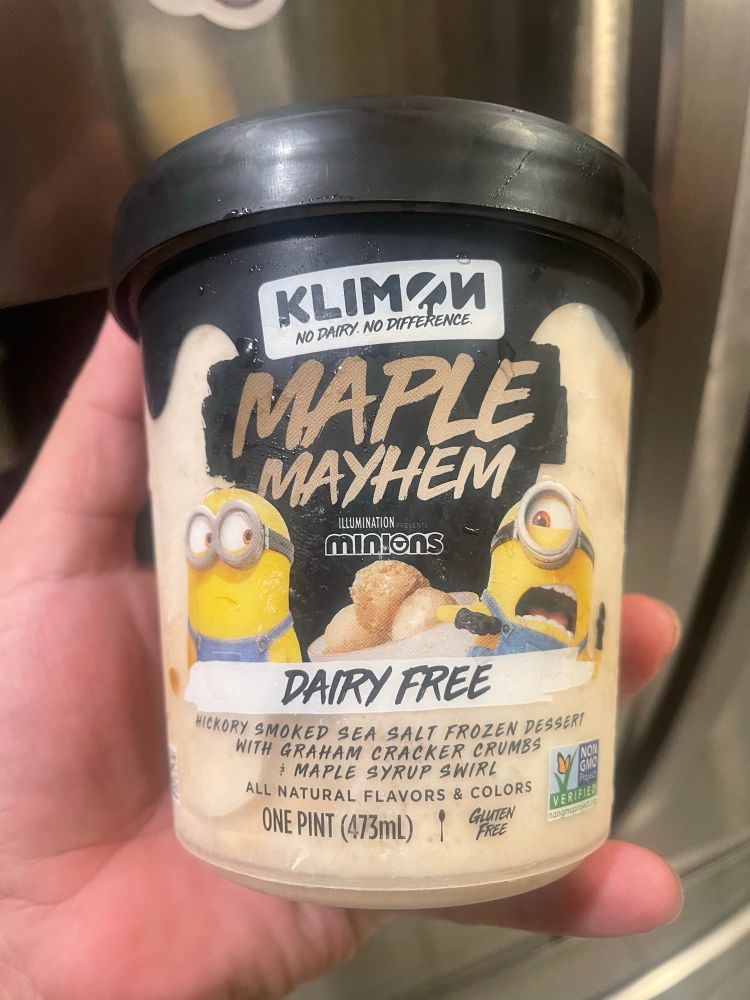 KLIMON
NO DAIRY. NO DIFFERENCE.
MAPLE
MAYHEM
ILLUMINATION PRESENTS
minions
DAIRY FREE
HICKORY SMOKED SEA SALT FROZEN DESSERT
WITH GRAHAM CRACKER CRUMBS
& MAPLE SYRUP SWIRL
ALL NATURAL FLAVORS & COLORS
ONE PINT (473mL)
GLUTEN
FREE
NON
GMO
Project
VERIFIED
nongmoproject.org